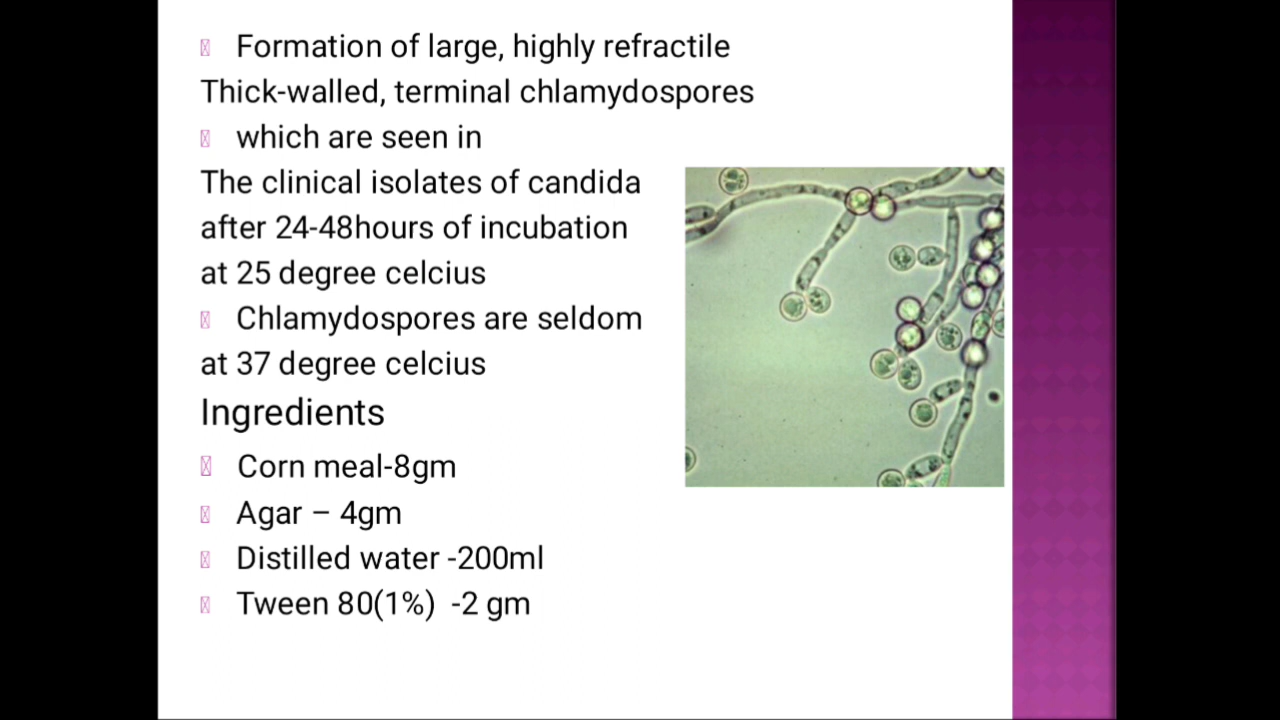 Formation of large, highly refractile
Thick-walled, terminal chlamydospores
which are seen in
The clinical isolates of candida
after 24-48hours of incubation
at 25 degree celcius
Chlamydospores are seldom
at 37 degree celcius
Ingredients
Corn meal-8gm
Agar – 4gm
Distilled water -200ml
Tween 80(1%) -2 gm